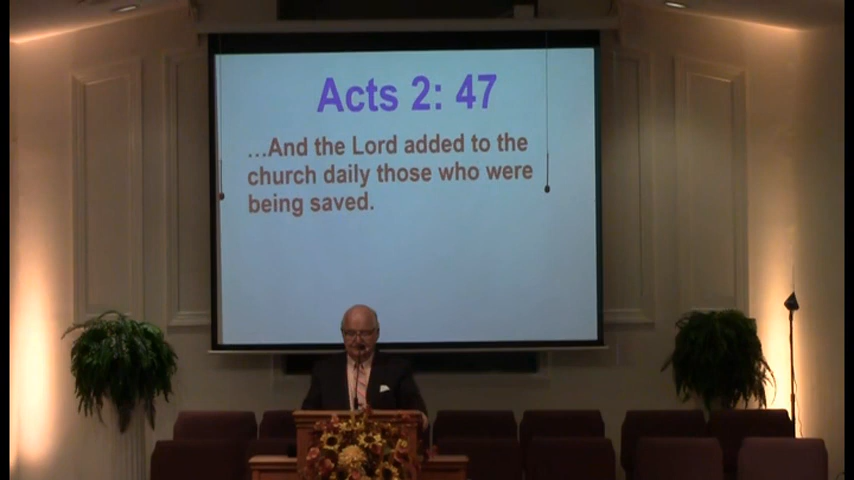 Acts 2: 47
...And the Lord added to the
church daily those who were
being saved.